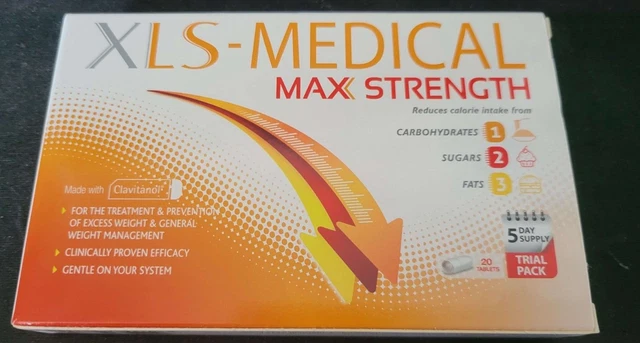 XLS-MEDICAL
MAX STRENGTH
Reduces calorie intake from
CARBOHYDRATES 1
SUGARS 2
FATS 3
Made with Clavitanol
FOR THE TREATMENT & PREVENTION
OF EXCESS WEIGHT & GENERAL
WEIGHT MANAGEMENT
CLINICALLY PROVEN EFFICACY
GENTLE ON YOUR SYSTEM
5 DAY
SUPPLY
20
TABLETS
TRIAL
PACK